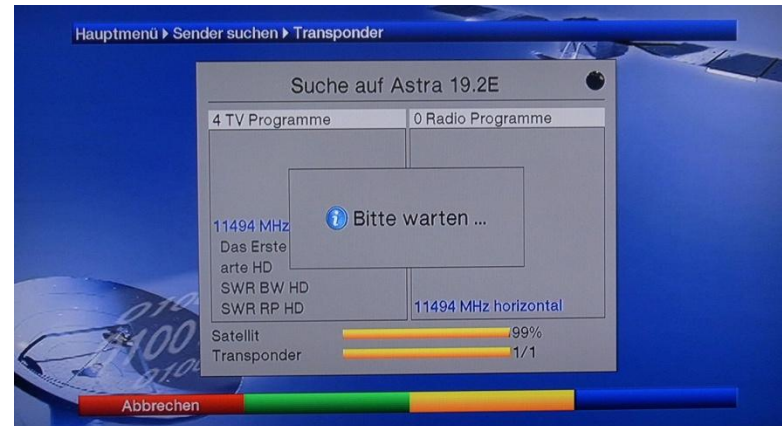 Hauptmenü ▸ Sender suchen ▸ Transponder
Suche auf Astra 19.2E
4 TV Programme
0 Radio Programme
11494 MHz
Das Erste
arte HD
SWR BW HD
SWR RP HD
11494 MHz horizontal
Bitte warten ...
Satellit 99%
Transponder 1/1
Abbrechen